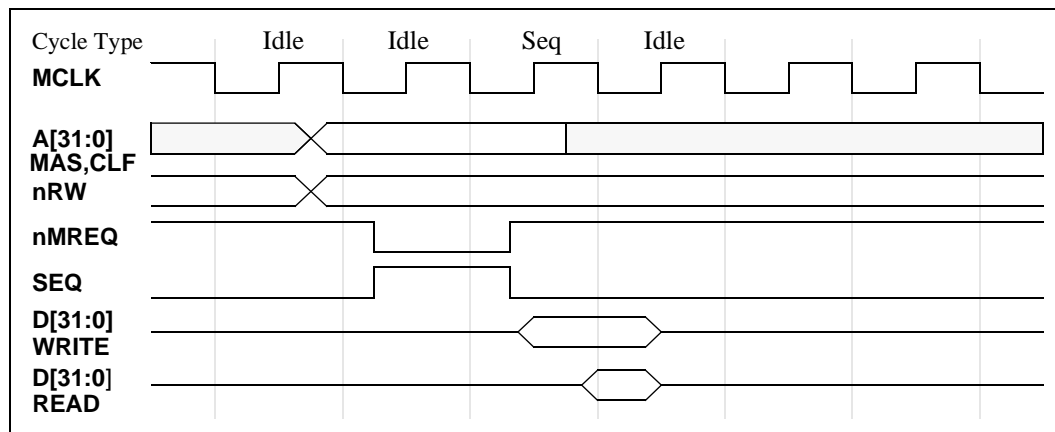 Cycle Type Idle Idle Seq Idle
MCLK
A[31:0]
MAS,CLF
nRW
nMREQ
SEQ
D[31:0]
WRITE
D[31:0]
READ